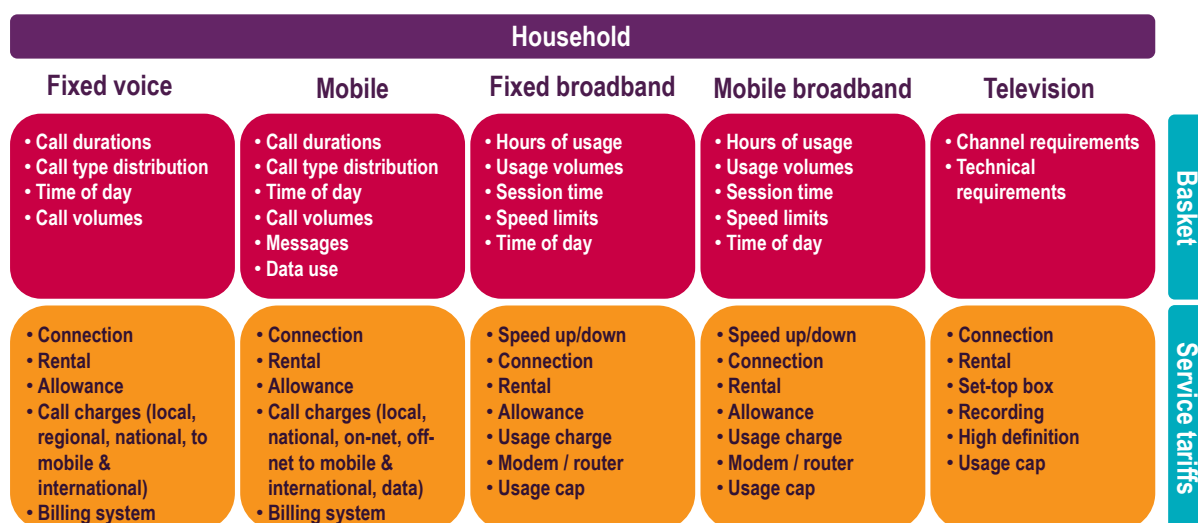 Household
Fixed voice
Mobile
Fixed broadband
Mobile broadband
Television
• Call durations
• Call type distribution
• Time of day
• Call volumes
• Call durations
• Call type distribution
• Time of day
• Call volumes
• Messages
• Data use
• Hours of usage
• Usage volumes
• Session time
• Speed limits
• Time of day
• Hours of usage
• Usage volumes
• Session time
• Speed limits
• Time of day
• Channel requirements
• Technical
requirements
Basket
• Connection
• Rental
• Allowance
• Call charges (local,
regional, national, to
mobile &
international)
• Billing system
• Connection
• Rental
• Allowance
• Call charges (local,
national, on-net, off-
net to mobile &
international, data)
• Billing system
• Speed up/down
• Connection
• Rental
• Allowance
• Usage charge
• Modem / router
• Usage cap
• Speed up/down
• Connection
• Rental
• Allowance
• Usage charge
• Modem / router
• Usage cap
• Connection
• Rental
• Set-top box
• Recording
• High definition
• Usage cap
Service tariffs